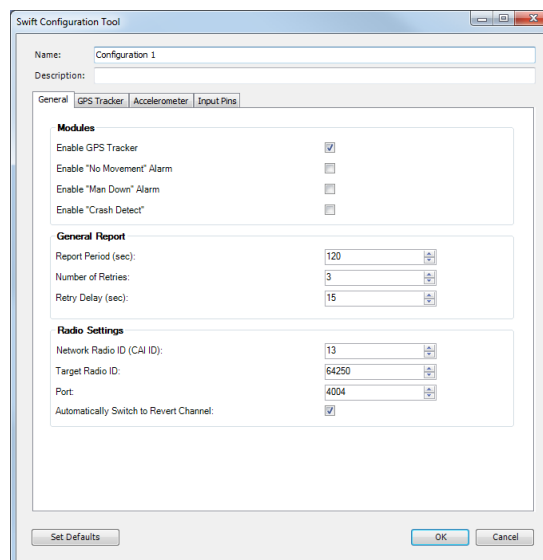 Swift Configuration Tool
Name: Configuration 1
Description:
General GPS Tracker Accelerometer Input Pins
Modules
Enable GPS Tracker
Enable "No Movement" Alarm
Enable "Man Down" Alarm
Enable "Crash Detect"
General Report
Report Period (sec): 120
Number of Retries: 3
Retry Delay (sec): 15
Radio Settings
Network Radio ID (CAI ID): 13
Target Radio ID: 64250
Port: 4004
Automatically Switch to Revert Channel:
Set Defaults OK Cancel